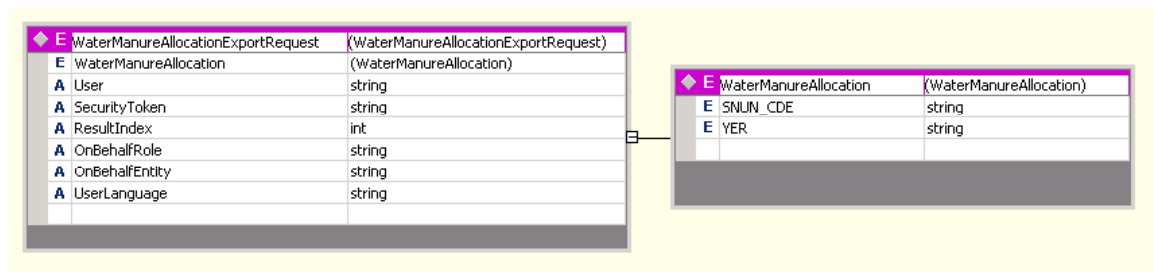 E WaterManureAllocationExportRequest (WaterManureAllocationExportRequest)
E WaterManureAllocation (WaterManureAllocation)
A User string
A SecurityToken string
A ResultIndex int
A OnBehalfRole string
A OnBehalfEntity string
A UserLanguage string
E WaterManureAllocation (WaterManureAllocation)
E SNIJN_CDE string
E YER string